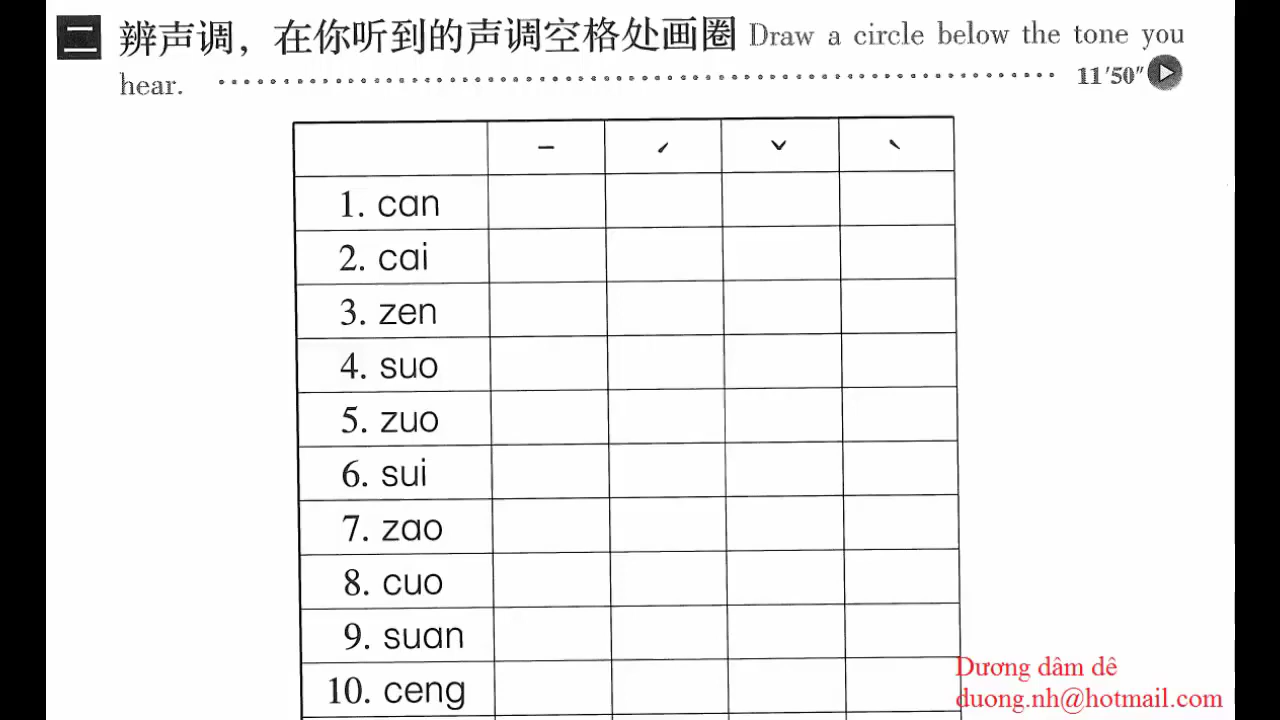 二 辨声调，在你听到的声调空格处画圈 Draw a circle below the tone you
hear. 11′50″
ˉ ˊ ˇ ˋ
1. can
2. cai
3. zen
4. suo
5. zuo
6. sui
7. zao
8. cuo
9. suan
10. ceng
Dương dâm dê
duong.nh@hotmail.com